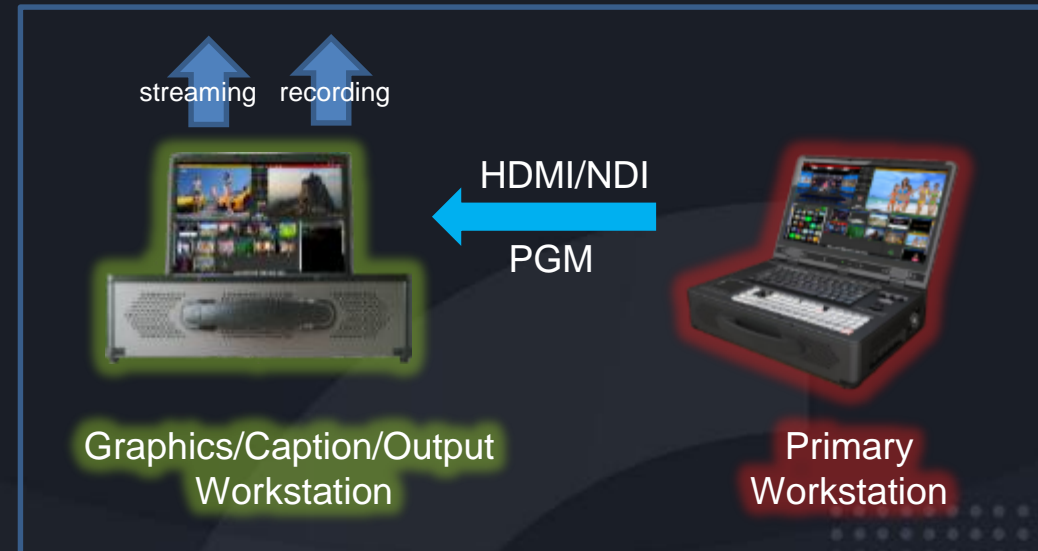 streaming recording
HDMI/NDI
PGM
Graphics/Caption/Output
Workstation
Primary
Workstation